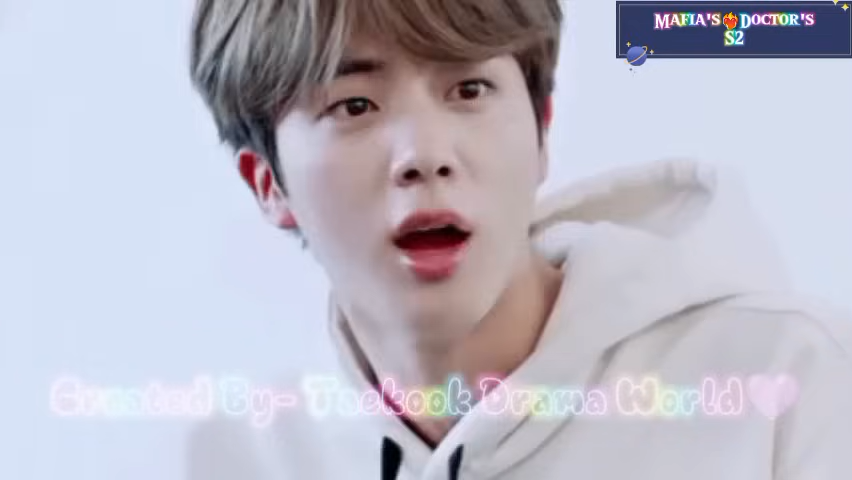 MAFIA'S❤️‍🔥DOCTOR'S
S2
Created By- Taekook Drama World🩷